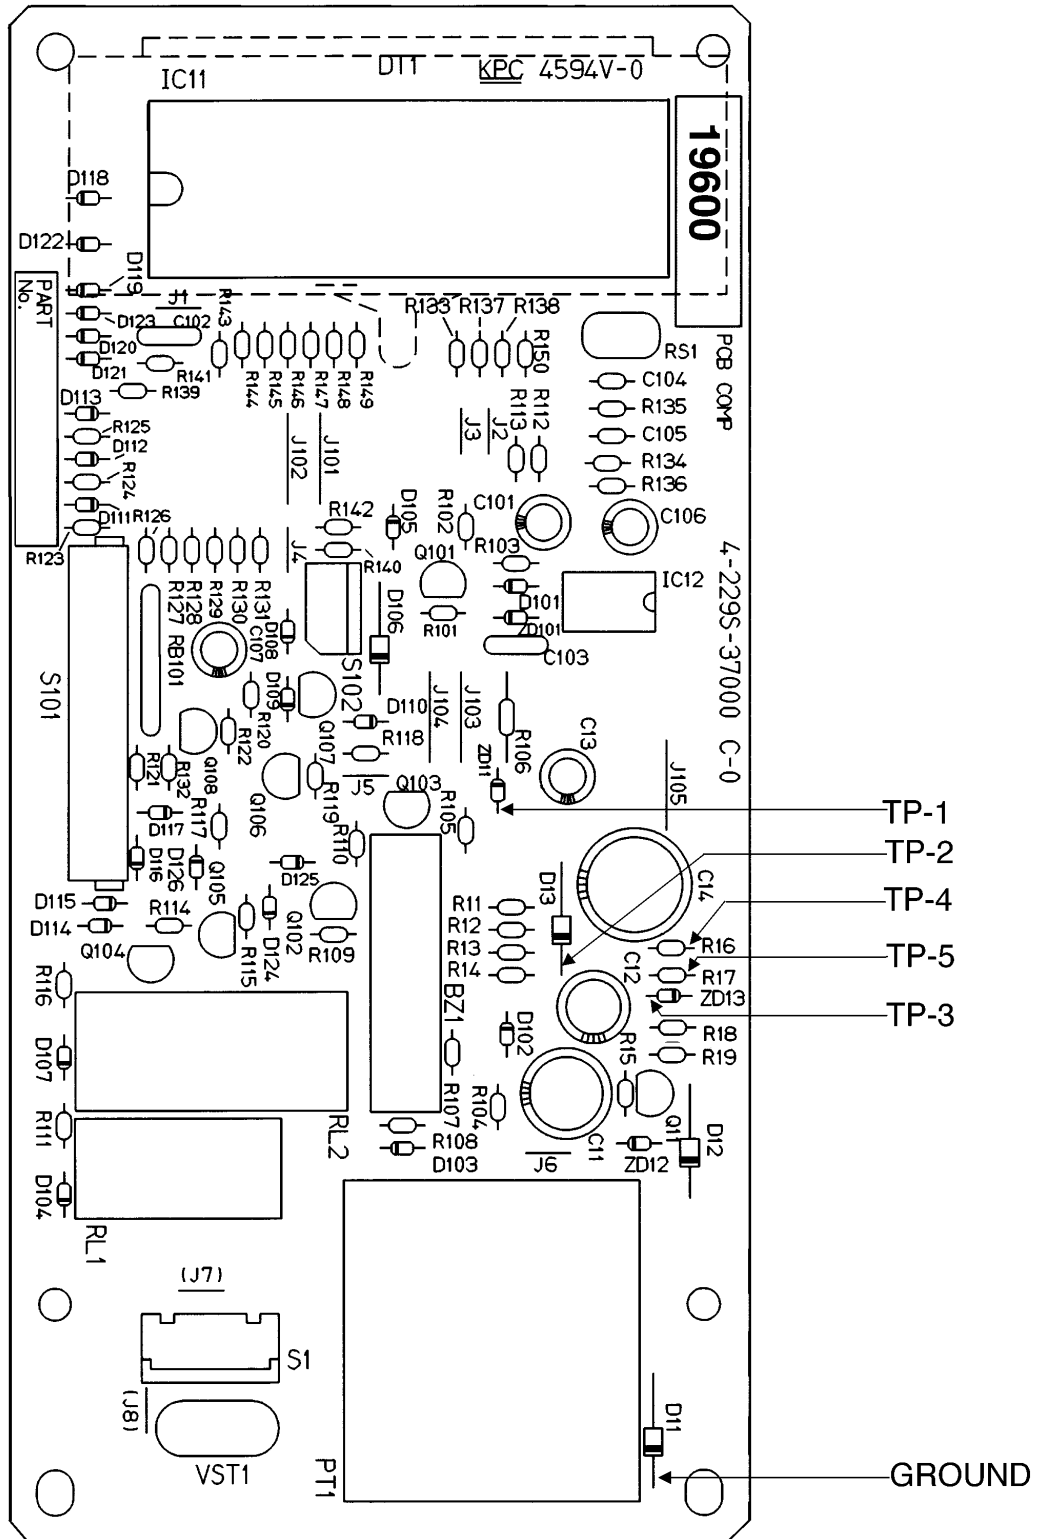 IC11
DT1
KPC 4594V-0
19600
D118
D122
D119
PART No.
J1
D123
C102
R143
D120
D121
R141
R139
R144
R145
R146
R147
R148
R149
R133
R137
R138
R150
RS1
PCB COMP
C104
R135
C105
R134
R136
D113
R125
D112
R124
D111
R126
R123
J102
J101
J3
J2
R113
R112
R142
R140
D105
R102
C101
C106
Q101
R103
J4
R127
R128
R129
R130
R131
C107
D108
D106
R101
D101
ZD101
C103
IC12
4-229S-37000 C-0
S101
RB101
S102
D109
R120
R122
Q108
Q107
D110
R118
J104
J103
R106
C13
ZD11
J105
TP-1
R121
R132
R117
D117
Q106
R119
J5
Q103
R110
R105
TP-2
D116
D126
Q105
D125
C14
D13
D115
D114
R114
R11
R12
R13
R14
R16
TP-4
Q104
R115
D124
Q102
R109
C12
R17
TP-5
ZD13
TP-3
R116
BZ1
D102
R18
R19
R15
D107
R107
R104
R111
RL2
R108
D103
C11
J6
Q1
ZD12
D12
D104
RL1
(J7)
S1
(J8)
VST1
PT1
D11
GROUND